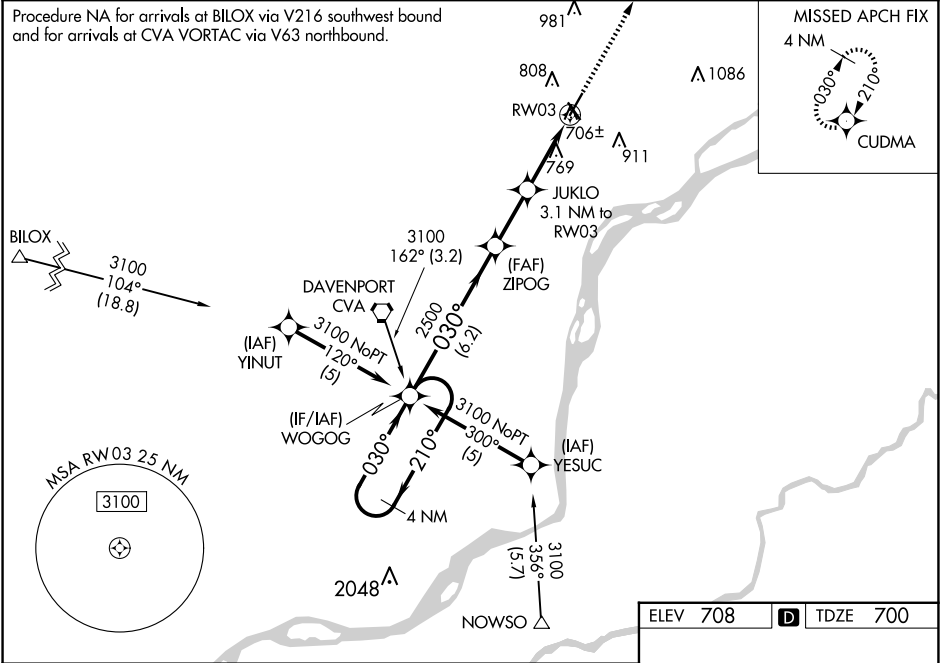 Procedure NA for arrivals at BILOX via V216 southwest bound
and for arrivals at CVA VORTAC via V63 northbound.
981
MISSED APCH FIX
4 NM
030°
210°
CUDMA
808
1086
RW03
706±
911
769
JUKLO
3.1 NM to
RW03
BILOX
3100
104°
(18.8)
3100
162° (3.2)
(FAF)
ZIPOG
DAVENPORT
CVA
2500
030°
(6.2)
(IAF)
YINUT
3100 NoPT
120°
(5)
(IF/IAF)
WOGOG
3100 NoPT
300°
(5)
(IAF)
YESUC
030°
210°
4 NM
MSA RW03 25 NM
3100
3100
356°
(5.7)
2048
NOWSO
ELEV 708 D TDZE 700